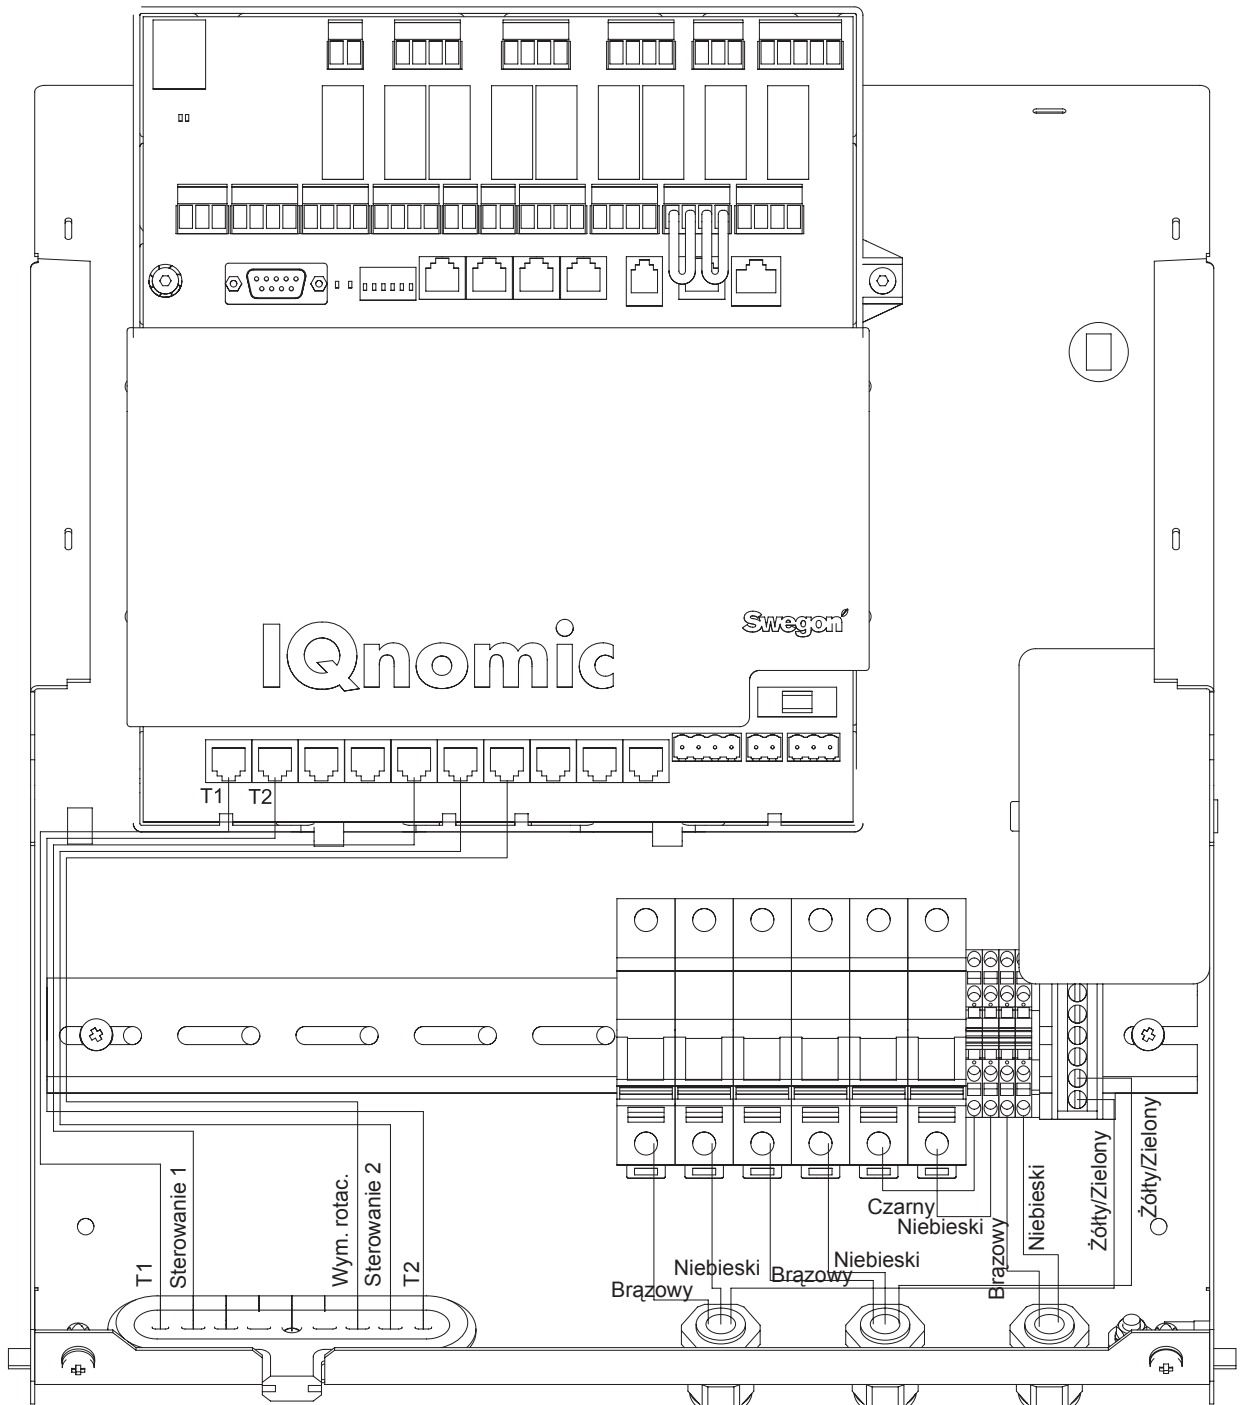 Swegon
IQnomic
T1
T2
T1
Sterowanie 1
Wym. rotac.
Sterowanie 2
T2
Czarny
Niebieski
Brązowy
Niebieski
Brązowy
Niebieski
Brązowy
Niebieski
Żółty/Zielony
Żółty/Zielony